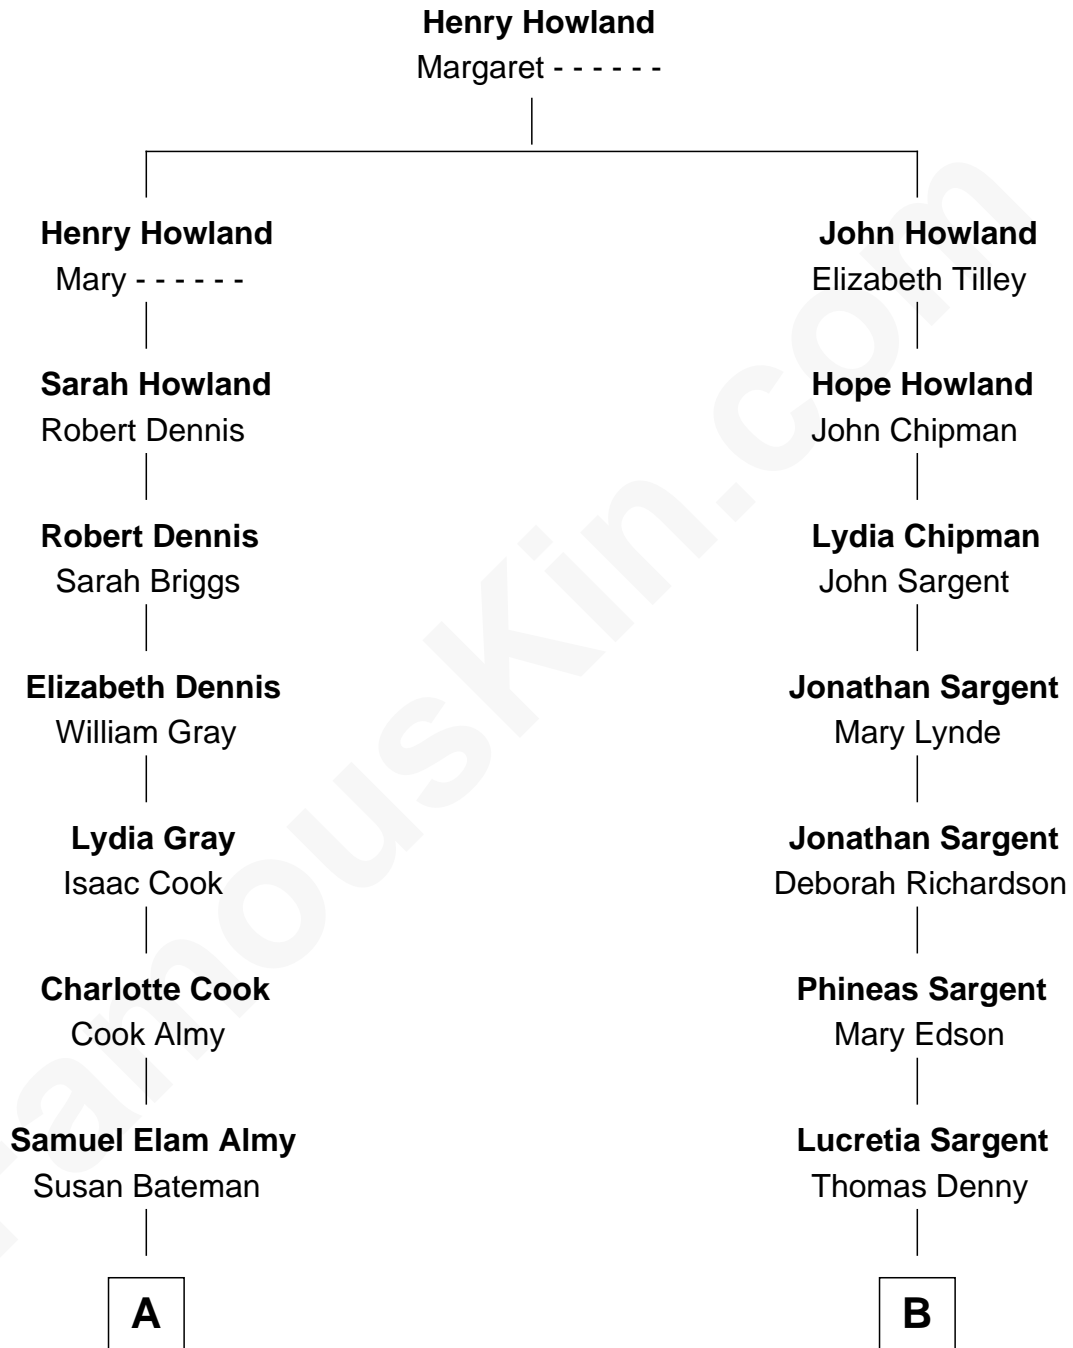 Henry Howland
Margaret - - - - - -
Henry Howland
Mary - - - - - -
Sarah Howland
Robert Dennis
Robert Dennis
Sarah Briggs
Elizabeth Dennis
William Gray
Lydia Gray
Isaac Cook
Charlotte Cook
Cook Almy
Samuel Elam Almy
Susan Bateman
A
John Howland
Elizabeth Tilley
Hope Howland
John Chipman
Lydia Chipman
John Sargent
Jonathan Sargent
Mary Lynde
Jonathan Sargent
Deborah Richardson
Phineas Sargent
Mary Edson
Lucretia Sargent
Thomas Denny
B
FamousKin.com